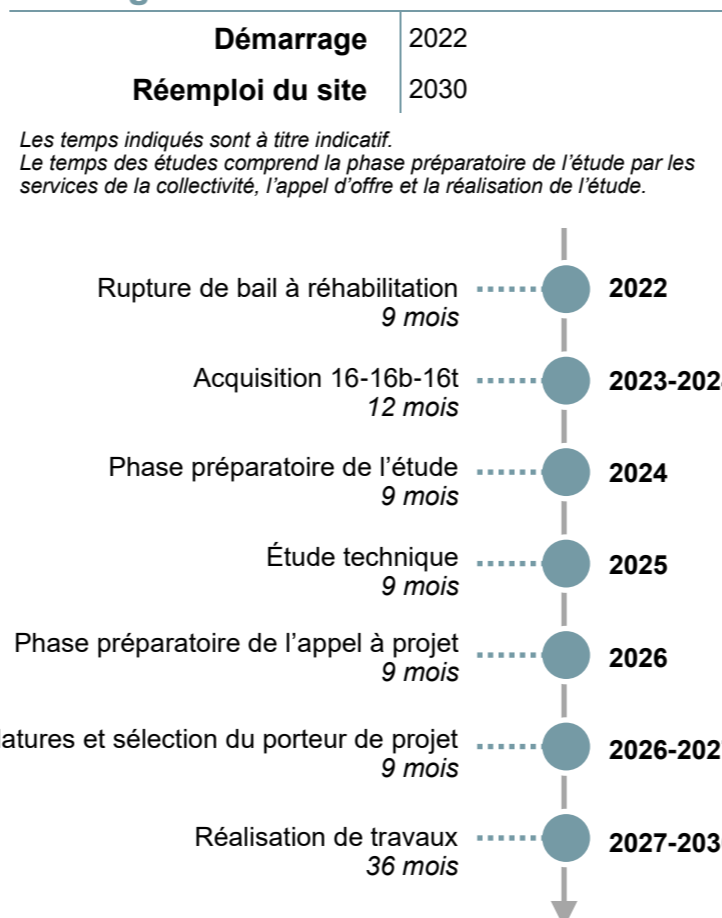 Démarrage 2022
Réemploi du site 2030
Les temps indiqués sont à titre indicatif.
Le temps des études comprend la phase préparatoire de l’étude par les
services de la collectivité, l’appel d’offre et la réalisation de l’étude.
Rupture de bail à réhabilitation 2022
9 mois
Acquisition 16-16b-16t
12 mois
Phase préparatoire de l’étude 2024
9 mois
Étude technique 2025
9 mois
Phase préparatoire de l’appel à projet 2026
9 mois
et sélection du porteur de projet
9 mois
Réalisation de travaux
36 mois